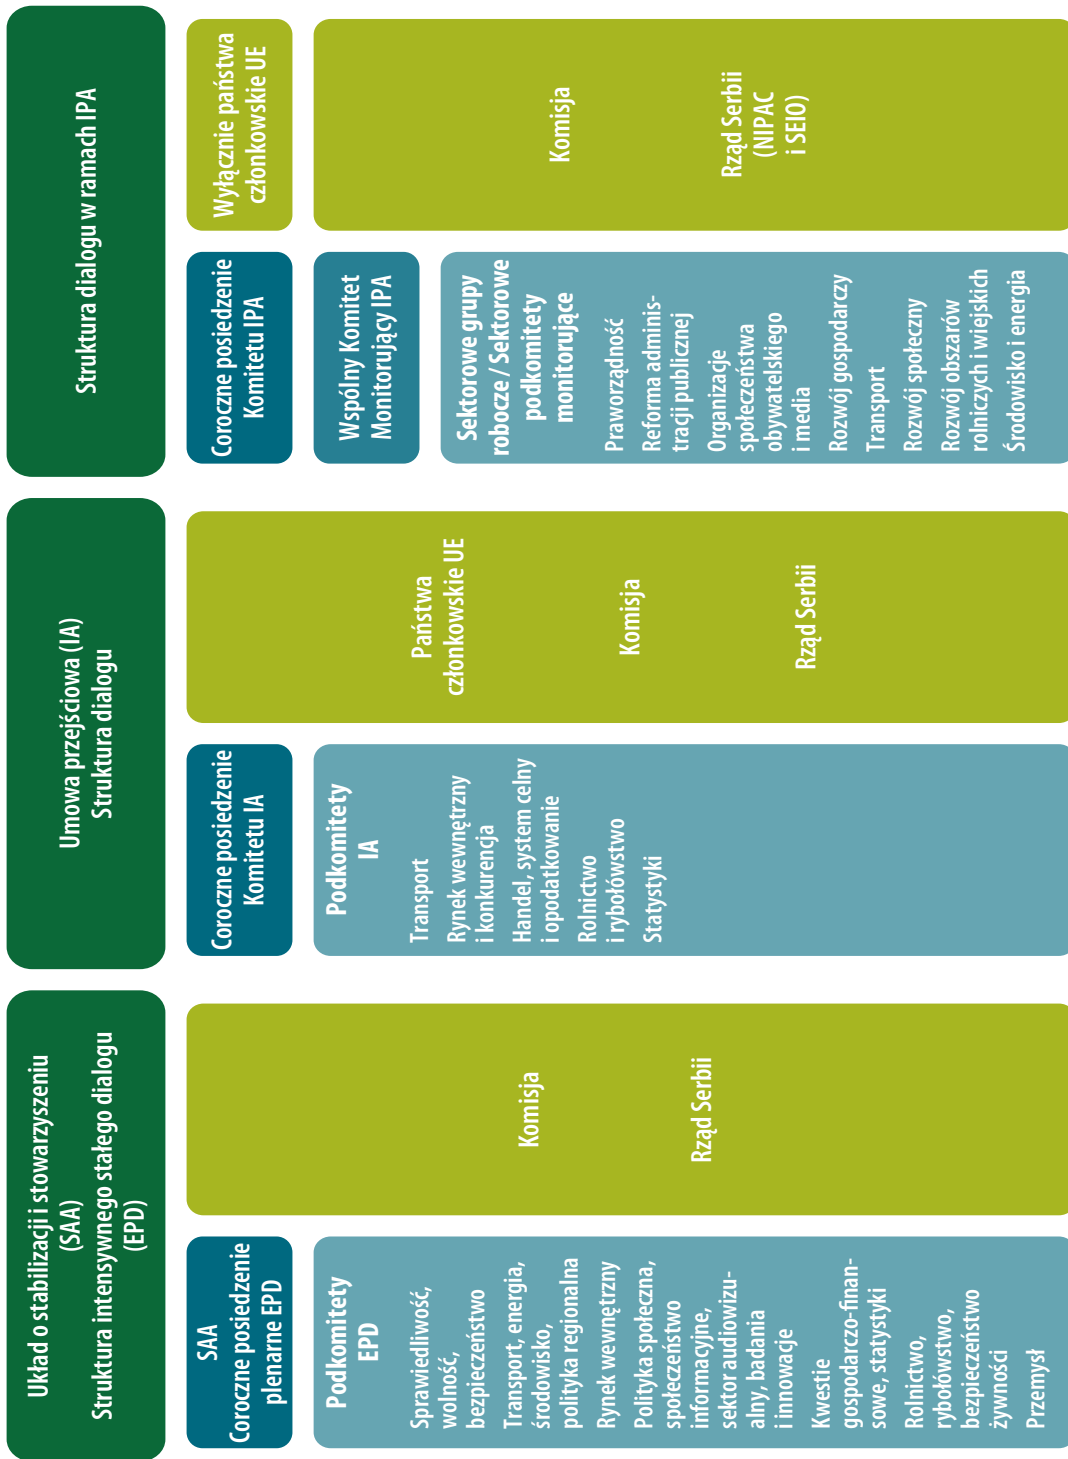 Układ o stabilizacji i stowarzyszeniu
(SAA)
Struktura intensywnego stałego dialogu
(EPD)
SAA
Coroczne posiedzenie
plenarne EPD
Podkomitety
EPD
Sprawiedliwość,
wolność,
bezpieczeństwo
Transport, energia,
środowisko,
polityka regionalna
Rynek wewnętrzny
Polityka społeczna,
społeczeństwo
informacyjne,
sektor audiowizu-
alny, badania
i innowacje
Kwestie
gospodarczo-finan-
sowe, statystyki
Rolnictwo,
rybołówstwo,
bezpieczeństwo
żywności
Przemysł
Komisja
Rząd Serbii
Umowa przejściowa (IA)
Struktura dialogu
Coroczne posiedzenie
Komitetu IA
Podkomitety
IA
Transport
Rynek wewnętrzny
i konkurencja
Handel, system celny
i opodatkowanie
Rolnictwo
i rybołówstwo
Statystyki
Państwa
członkowskie UE
Komisja
Rząd Serbii
Struktura dialogu w ramach IPA
Coroczne posiedzenie
Komitetu IPA
Wspólny Komitet
Monitorujący IPA
Sektorowe grupy
robocze / Sektorowe
podkomitety
monitorujące
Praworządność
Reforma adminis-
tracji publicznej
Organizacje
społeczeństwa
obywatelskiego
i media
Rozwój gospodarczy
Transport
Rozwój społeczny
Rozwój obszarów
rolniczych i wiejskich
Środowisko i energia
Wyłącznie państwa
członkowskie UE
Komisja
Rząd Serbii
(NIPAC
i SEIO)